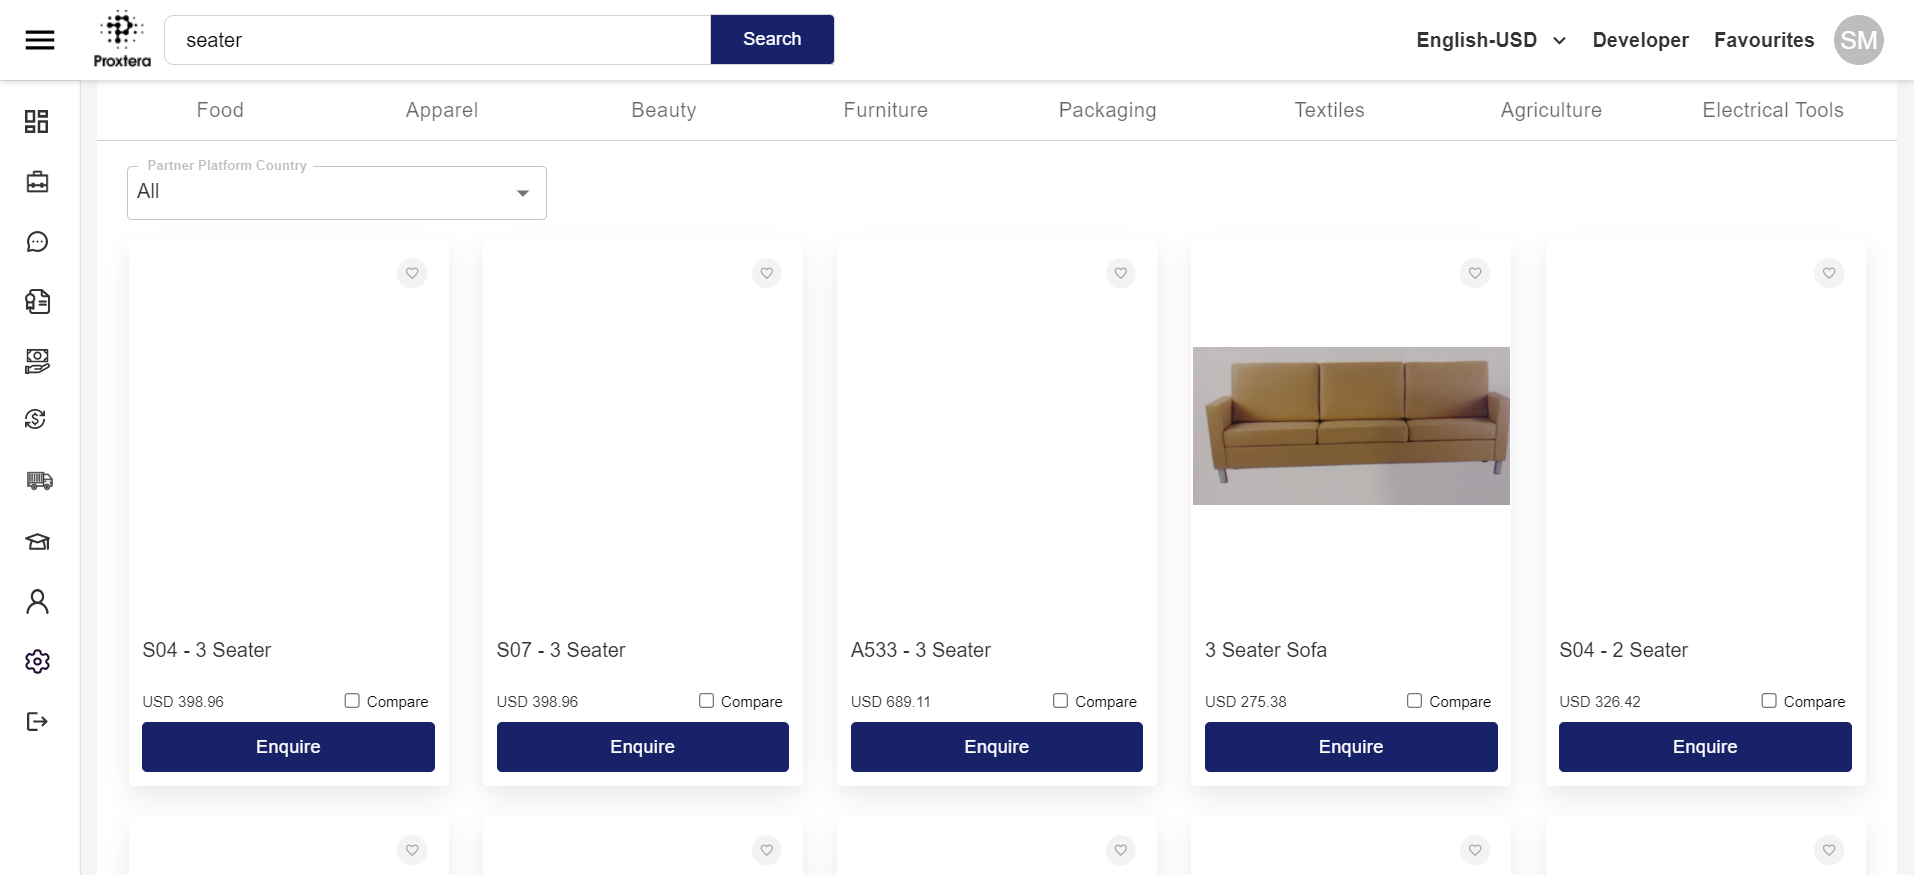 Proxtera
seater
Search
English-USD
Developer
Favourites
SM
Food
Apparel
Beauty
Furniture
Packaging
Textiles
Agriculture
Electrical Tools
Partner Platform Country
All
S04 - 3 Seater
USD 398.96
Compare
Enquire
S07 - 3 Seater
USD 398.96
Compare
Enquire
A533 - 3 Seater
USD 689.11
Compare
Enquire
3 Seater Sofa
USD 275.38
Compare
Enquire
S04 - 2 Seater
USD 326.42
Compare
Enquire